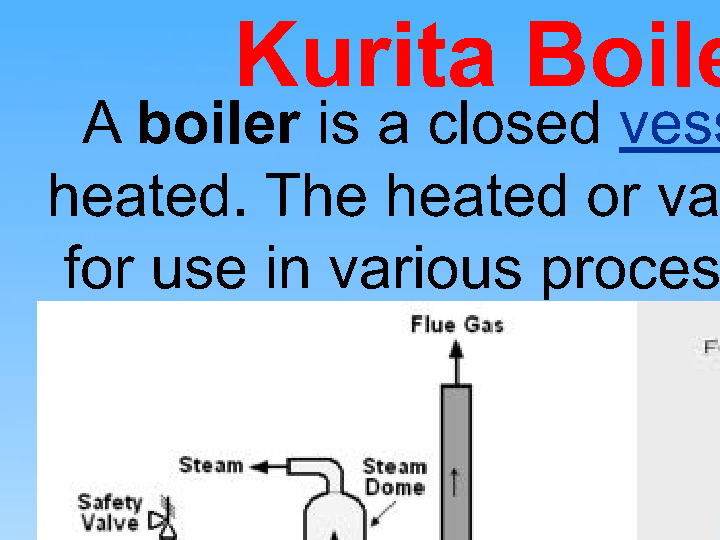 Kurita Boile
A boiler is a closed vess
heated. The heated or va
for use in various proces
Flue Gas
Steam
Steam
Dome
Safety
Valve